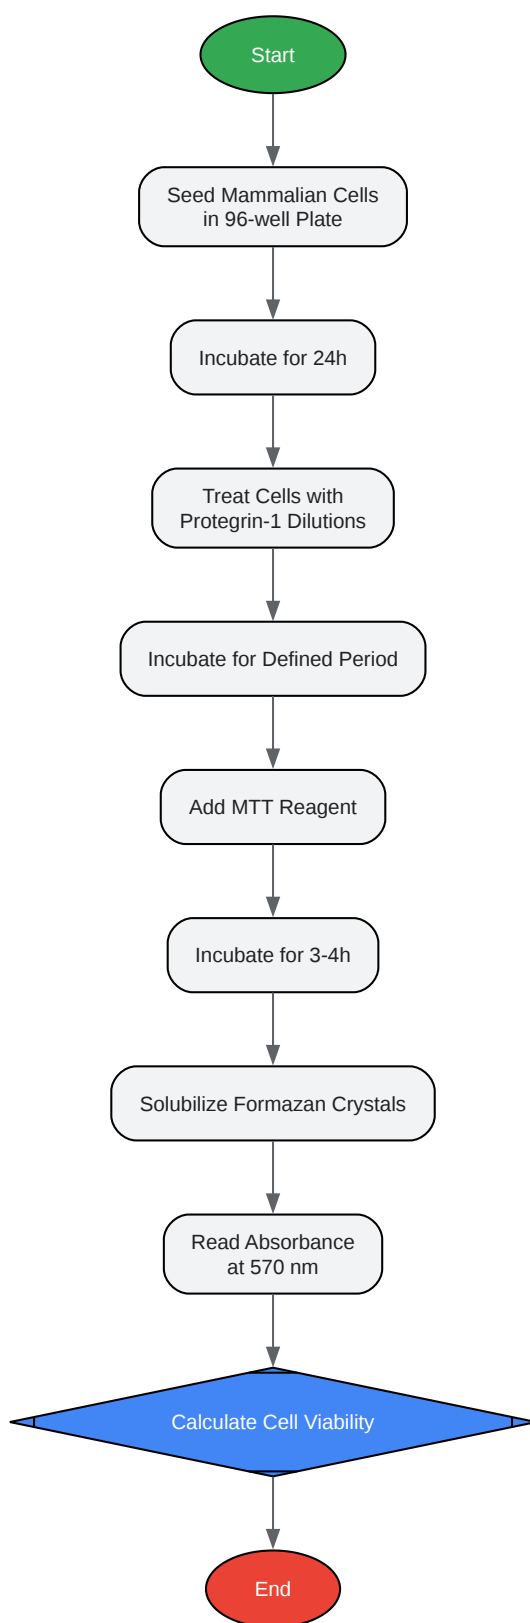 Start
Seed Mammalian Cells
in 96-well Plate
Incubate for 24h
Treat Cells with
Protegrin-1 Dilutions
Incubate for Defined Period
Add MTT Reagent
Incubate for 3-4h
Solubilize Formazan Crystals
Read Absorbance
at 570 nm
Calculate Cell Viability
End